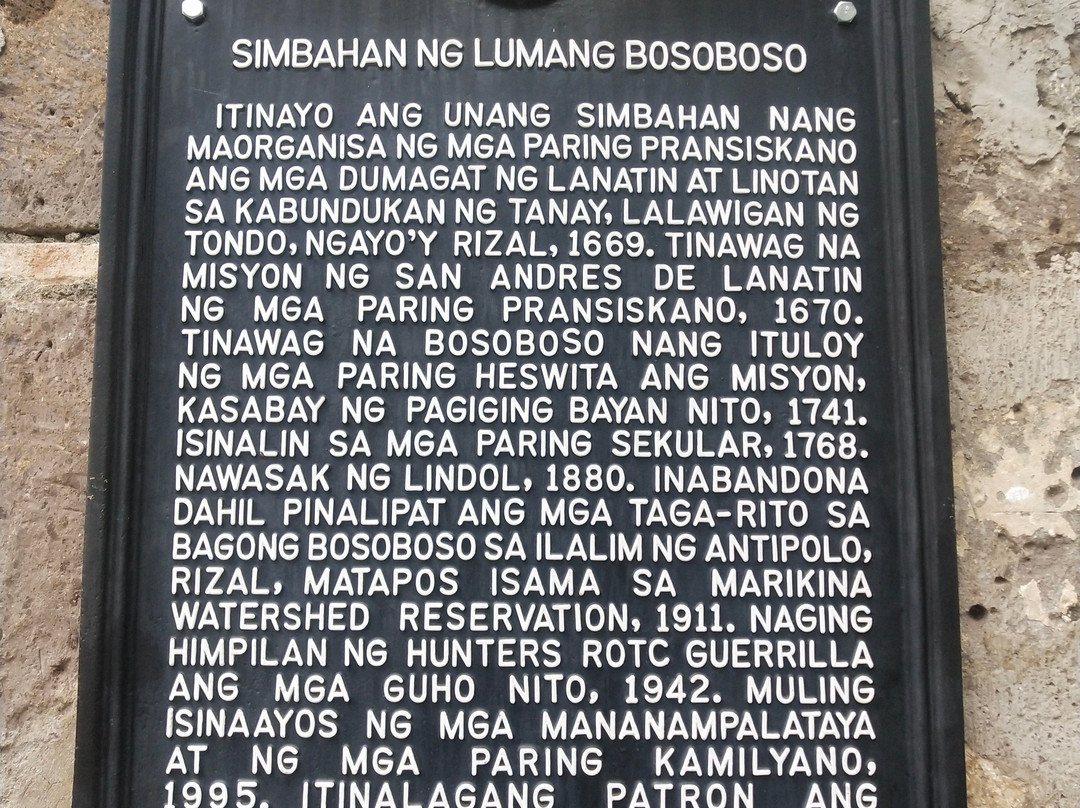 SIMBAHAN NG LUMANG BOSOBOSO
ITINAYO ANG UNANG SIMBAHAN NANG
MAORGANISA NG MGA PARING PRANSISKANO
ANG MGA DUMAGAT NG LANATIN AT LINOTAN
SA KABUNDUKAN NG TANAY, LALAWIGAN NG
TONDO, NGAYO'Y RIZAL, 1669. TINAWAG NA
MISYON NG SAN ANDRES DE LANATIN
NG MGA PARING PRANSISKANO, 1670.
TINAWAG NA BOSOBOSO NANG ITULOY
NG MGA PARING HESWITA ANG MISYON,
KASABAY NG PAGIGING BAYAN NITO, 1741.
ISINALIN SA MGA PARING SEKULAR, 1768.
NAWASAK NG LINDOL, 1880. INABANDONA
DAHIL PINALIPAT ANG MGA TAGA-RITO SA
BAGONG BOSOBOSO SA ILALIM NG ANTIPOLO,
RIZAL, MATAPOS ISAMA SA MARIKINA
WATERSHED RESERVATION, 1911. NAGING
HIMPILAN NG HUNTERS ROTC GUERRILLA
ANG MGA GUHO NITO, 1942. MULING
ISINAAYOS NG MGA MANANAMPALATAYA
AT NG MGA PARING KAMILYANO,
1995. ITINALAGANG PATRON ANG